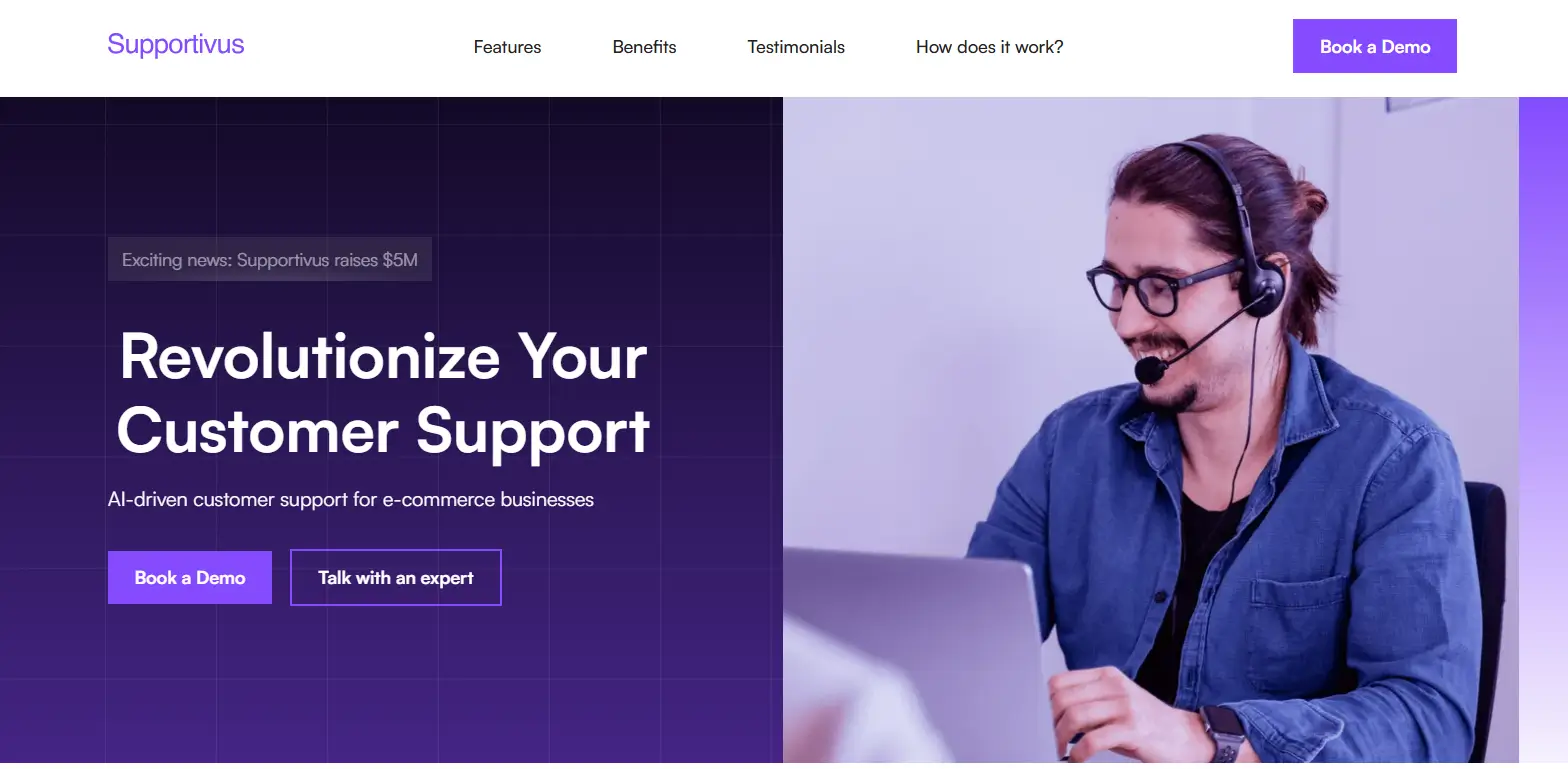 Supportivus
Features
Benefits
Testimonials
How does it work?
Book a Demo
Exciting news: Supportivus raises $5M
Revolutionize Your
Customer Support
AI-driven customer support for e-commerce businesses
Book a Demo
Talk with an expert